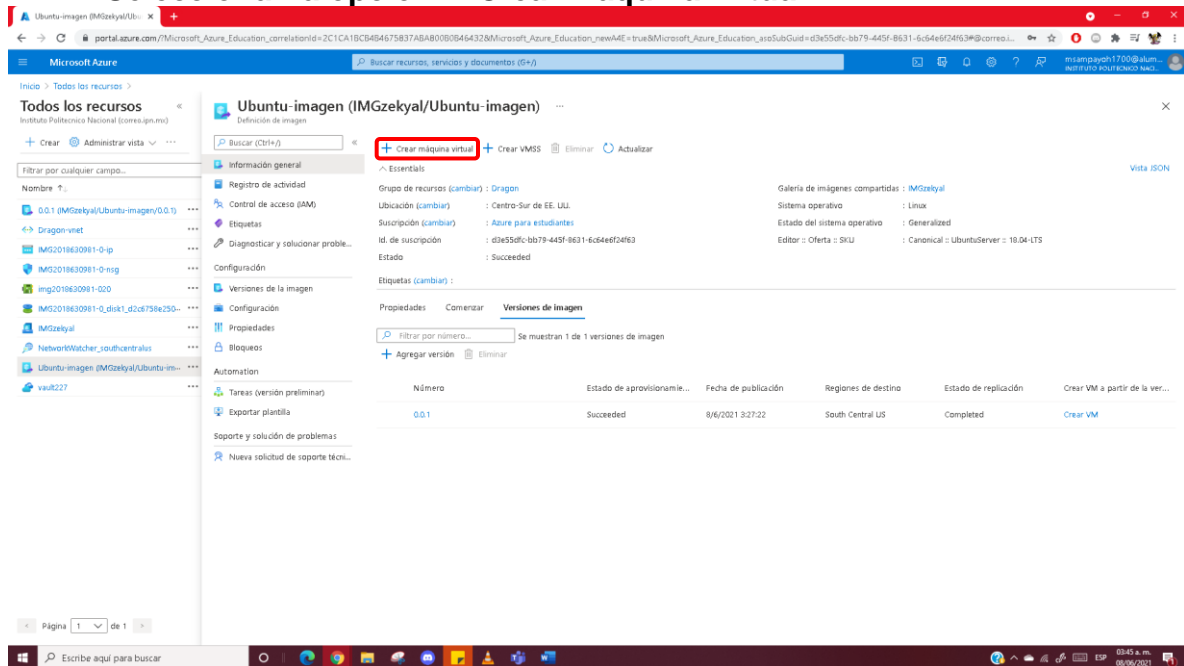 Ubuntu-imagen (IMGzekyal/Ubu
portal.azure.com/?Microsoft_Azure_Education_correlationId=2C1CA1BC84B4675837ABA800B0B46432&Microsoft_Azure_Education_newA4E=true&Microsoft_Azure_Education_asoSubGuid=d3e55dfc-bb79-445f-8631-6c64e6f24f63#@correo.i...
Microsoft Azure
Buscar recursos, servicios y documentos (G+/)
msampayoh1700@alum...
INSTITUTO POLITECNICO NACI...
Inicio > Todos los recursos >
Todos los recursos
Instituto Politecnico Nacional (correo.ipn.mx)
+ Crear Administrar vista ...
Filtrar por cualquier campo...
Nombre ↑↓
0.0.1 (IMGzekyal/Ubuntu-imagen/0.0.1) ...
Dragon-vnet ...
IMG2018630981-0-ip ...
IMG2018630981-0-nsg ...
img2018630981-020 ...
IMG2018630981-0_disk1_d2c6758e250... ...
IMGzekyal ...
NetworkWatcher_southcentralus ...
Ubuntu-imagen (IMGzekyal/Ubuntu-im... ...
vault227 ...
Página 1 de 1
Ubuntu-imagen (IMGzekyal/Ubuntu-imagen) ...
Definición de imagen
Buscar (Ctrl+/)
Información general
Registro de actividad
Control de acceso (IAM)
Etiquetas
Diagnosticar y solucionar proble...
Configuración
Versiones de la imagen
Configuración
Propiedades
Bloqueos
Automation
Tareas (versión preliminar)
Exportar plantilla
Soporte y solución de problemas
Nueva solicitud de soporte técni...
+ Crear máquina virtual + Crear VMSS Eliminar Actualizar
Essentials
Vista JSON
Grupo de recursos (cambiar) : Dragon
Ubicación (cambiar) : Centro-Sur de EE. UU.
Suscripción (cambiar) : Azure para estudiantes
Id. de suscripción : d3e55dfc-bb79-445f-8631-6c64e6f24f63
Estado : Succeeded
Galería de imágenes compartidas : IMGzekyal
Sistema operativo : Linux
Estado del sistema operativo : Generalized
Editor :: Oferta :: SKU : Canonical :: UbuntuServer :: 18.04-LTS
Etiquetas (cambiar) :
Propiedades Comenzar Versiones de imagen
Filtrar por número... Se muestran 1 de 1 versiones de imagen
+ Agregar versión Eliminar
Número Estado de aprovisionamie... Fecha de publicación Regiones de destino Estado de replicación Crear VM a partir de la ver...
0.0.1 Succeeded 8/6/2021 3:27:22 South Central US Completed Crear VM
Escribe aquí para buscar
ESP
03:45 a. m.
08/06/2021